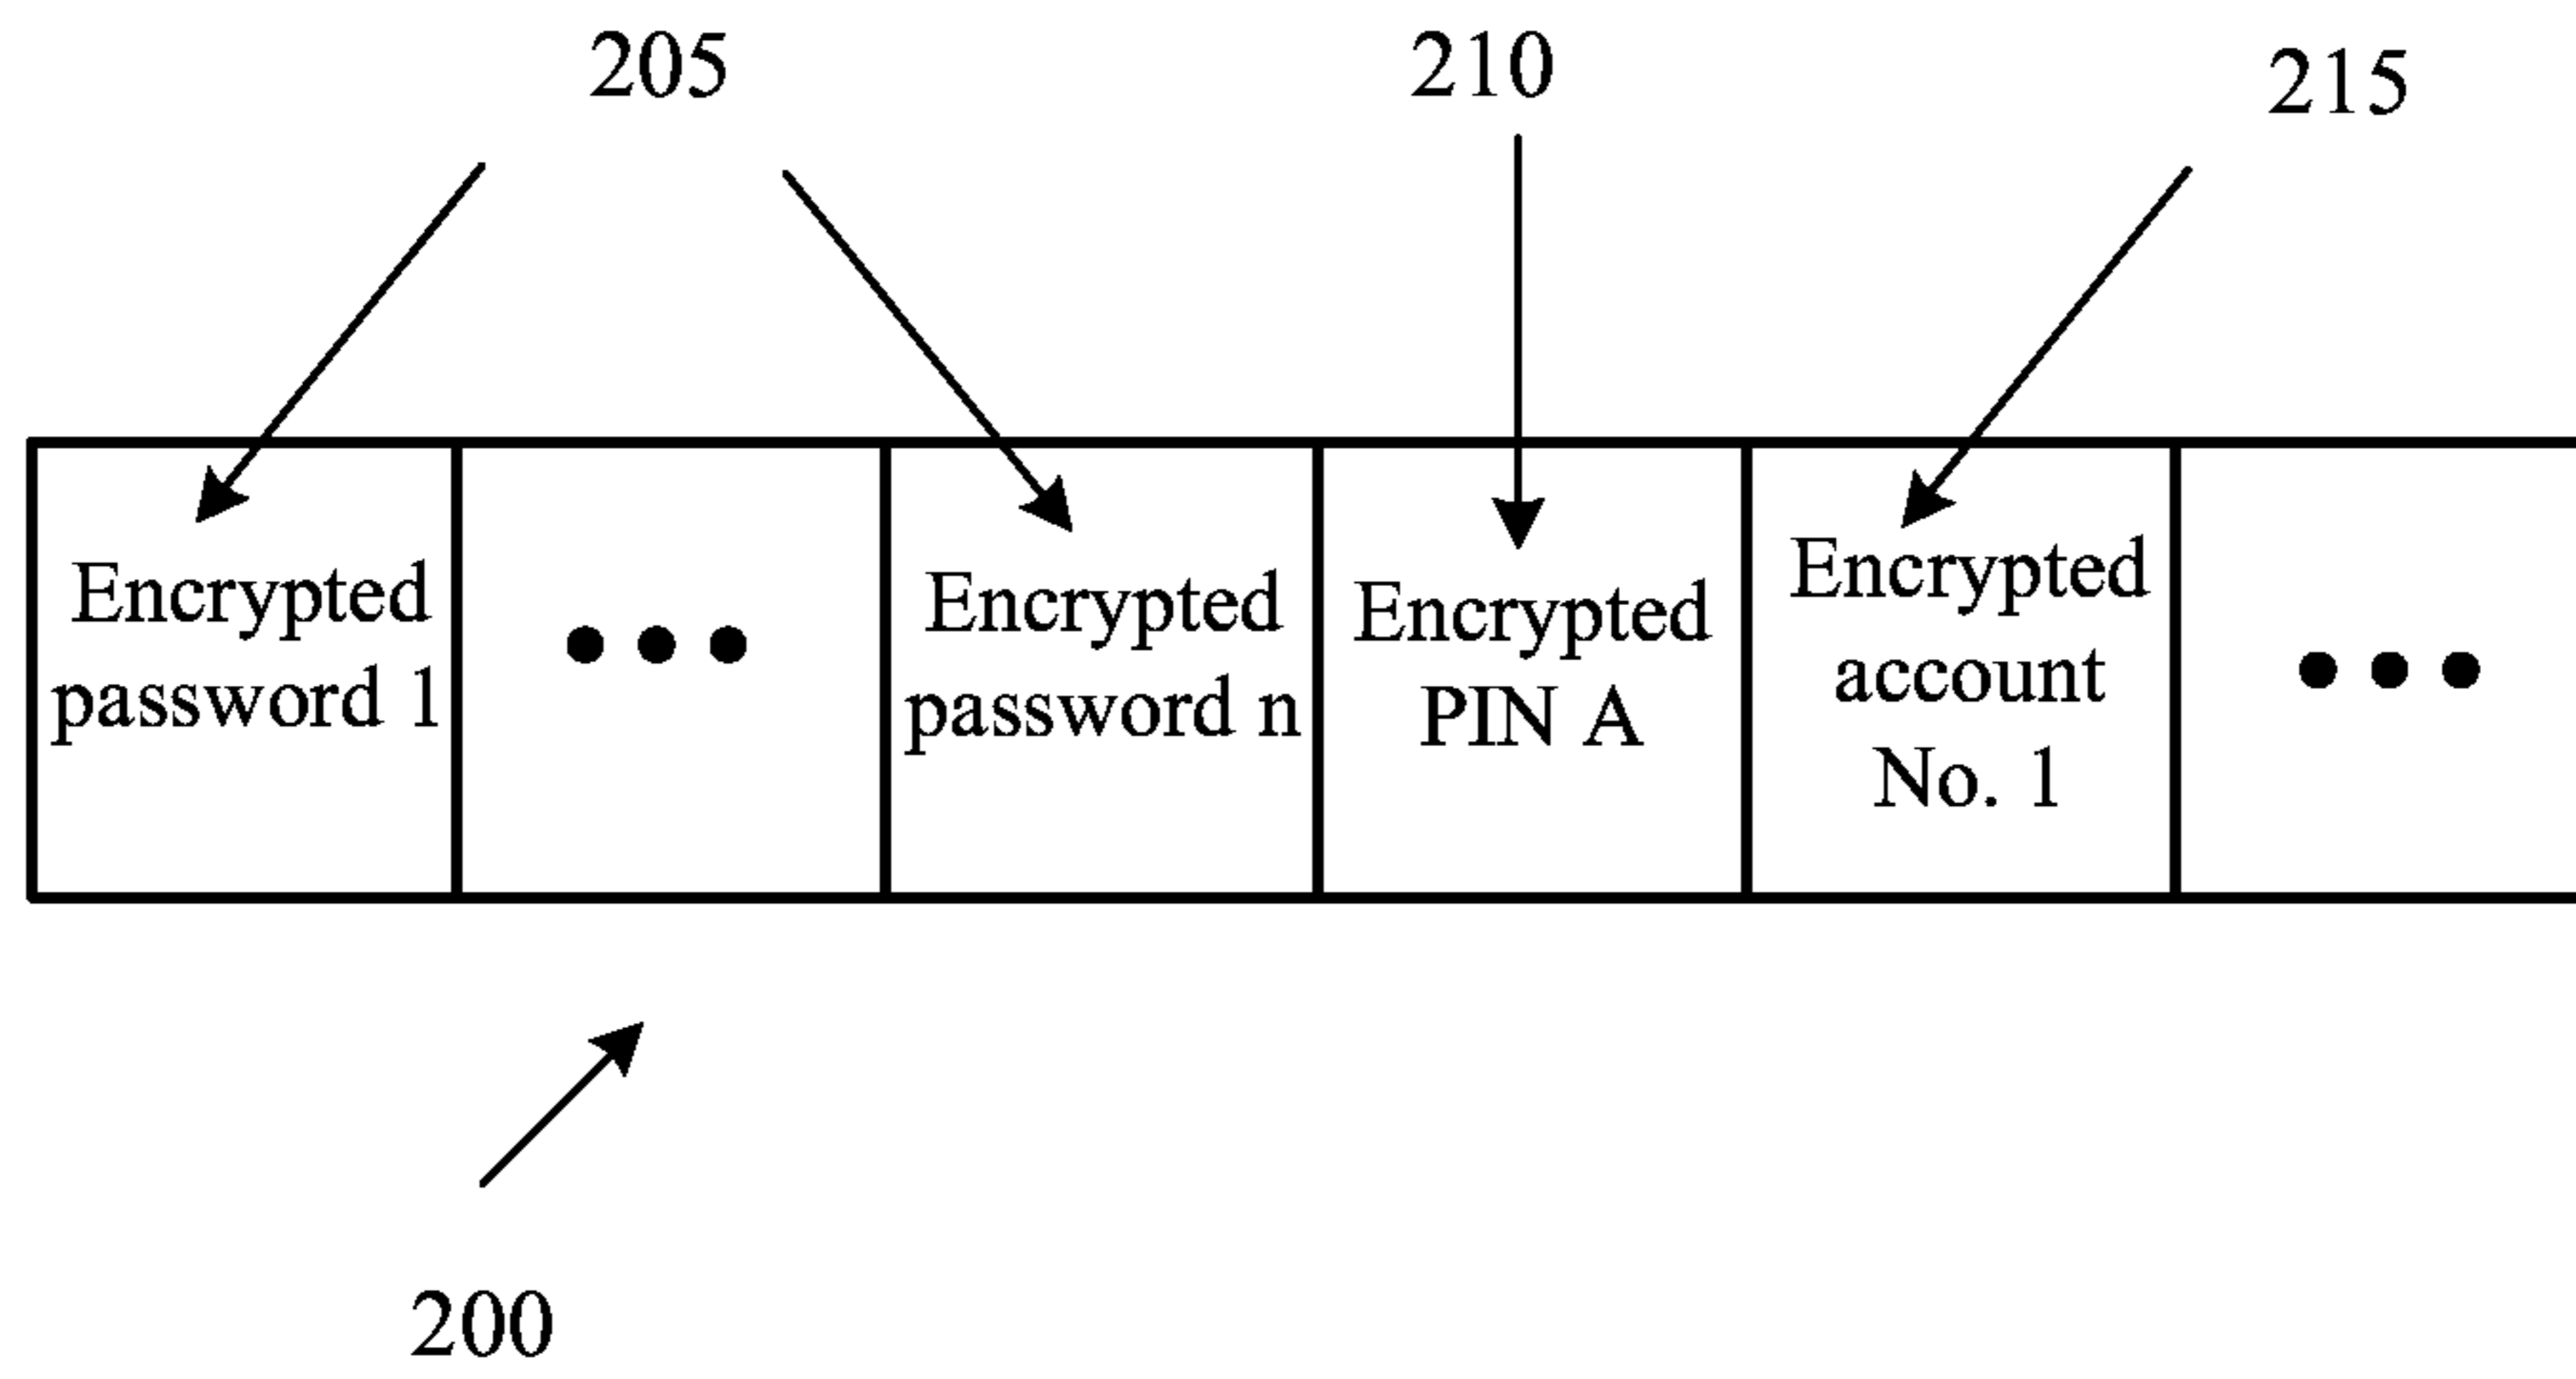 205
210
215
Encrypted
password 1
Encrypted
password n
Encrypted
PIN A
Encrypted
account
No. 1
200